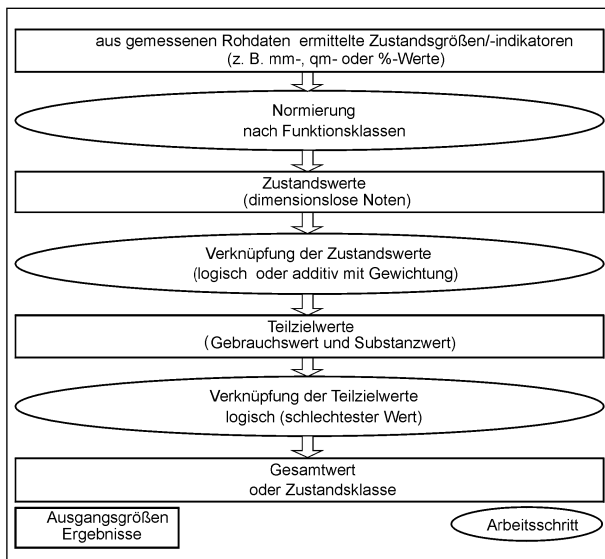 aus gemessenen Rohdaten ermittelte Zustandsgrößen/-indikatoren
(z. B. mm-, qm- oder %-Werte)
Normierung
nach Funktionsklassen
Zustandswerte
(dimensionslose Noten)
Verknüpfung der Zustandswerte
(logisch oder additiv mit Gewichtung)
Teilzielwerte
(Gebrauchswert und Substanzwert)
Verknüpfung der Teilzielwerte
logisch (schlechtester Wert)
Gesamtwert
oder Zustandsklasse
Ausgangsgrößen
Ergebnisse
Arbeitsschritt